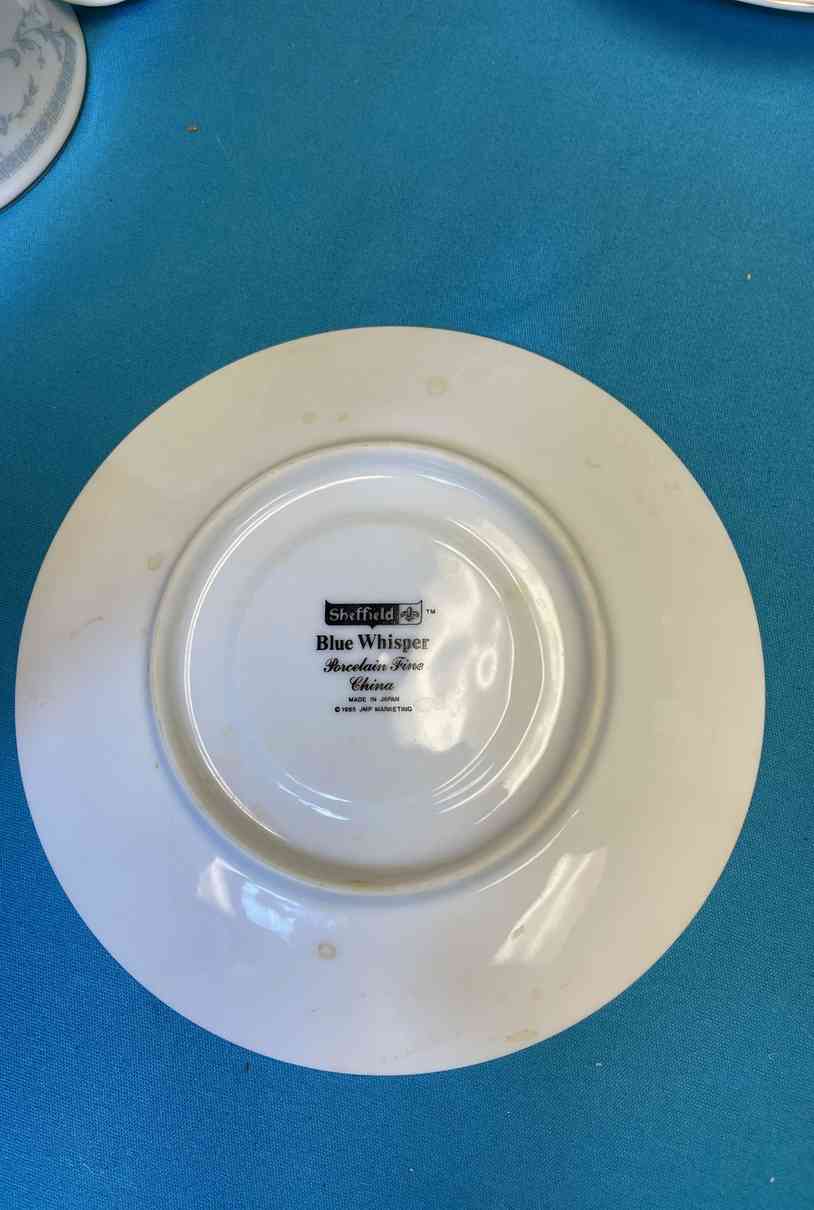 Sheffield ™
Blue Whisper
Porcelain Fine
China
MADE IN JAPAN
© 1985 JMP MARKETING